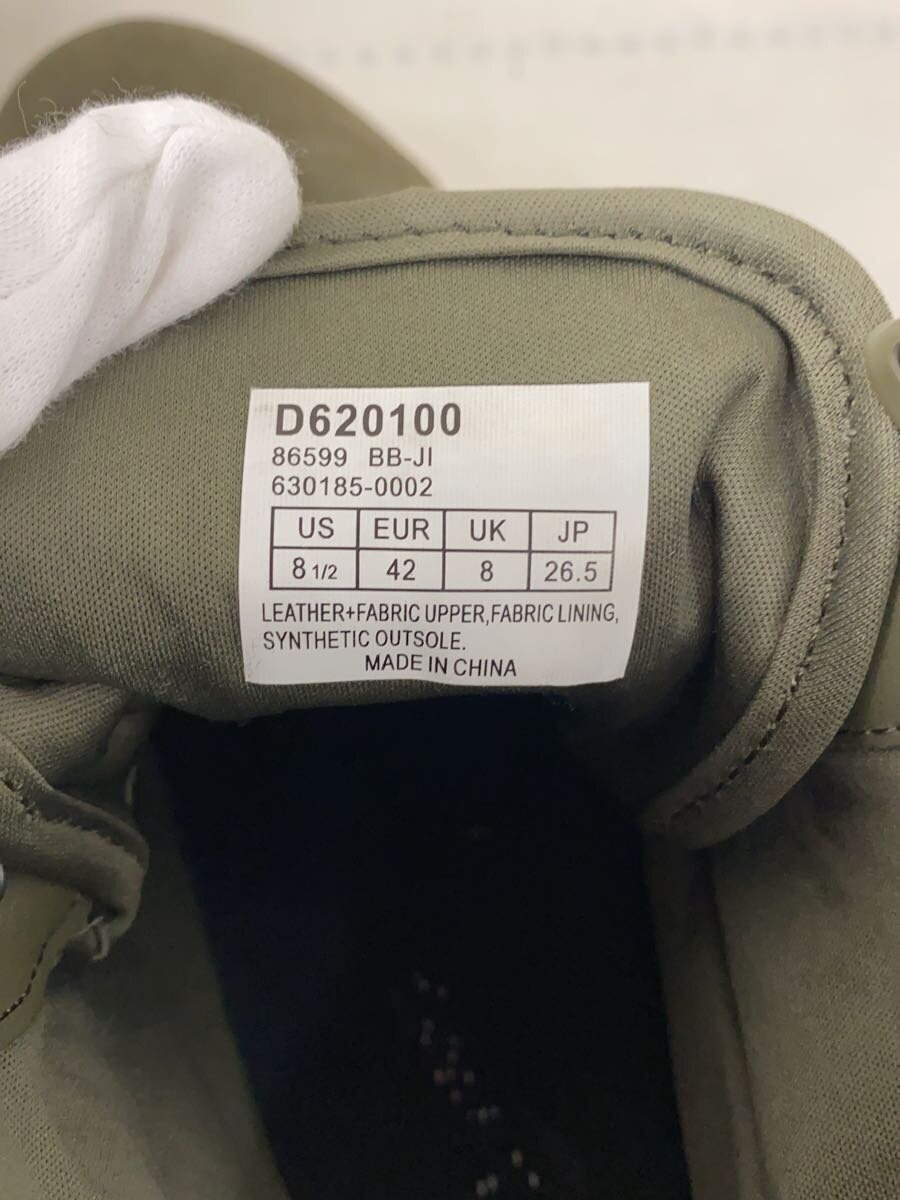 D620100
86599 BB-JI
630185-0002
US EUR UK JP
8 1/2 42 8 26.5
LEATHER+FABRIC UPPER,FABRIC LINING,
SYNTHETIC OUTSOLE.
MADE IN CHINA